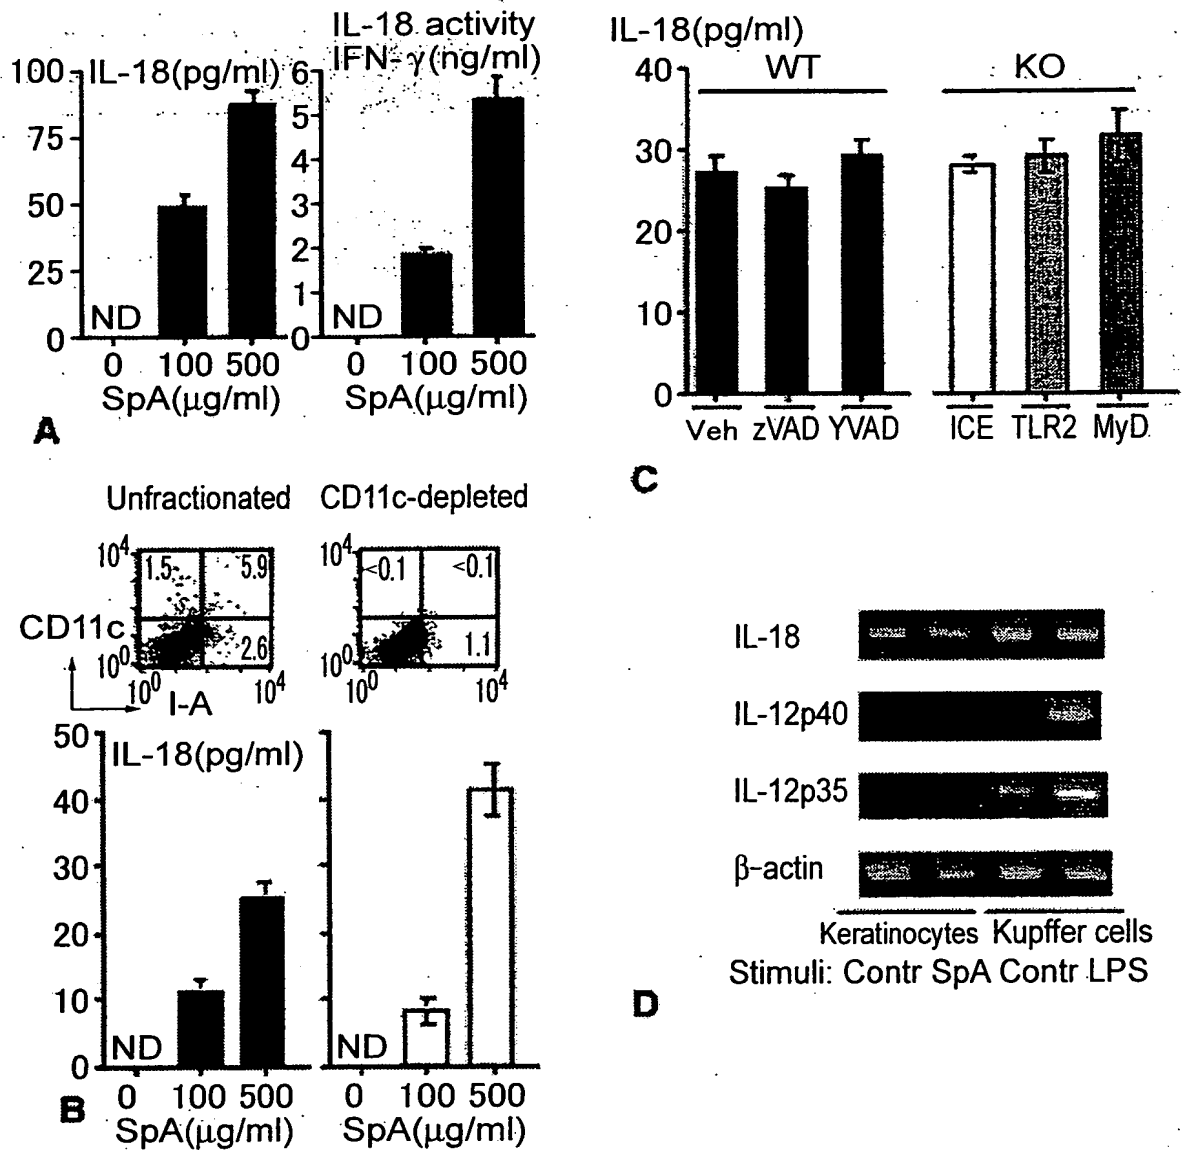 IL-18(pg/ml)
100
75
50
25
0
ND
0 100 500
SpA(μg/ml)
IL-18 activity
IFN-γ(ng/ml)
6
5
4
3
2
1
0
ND
0 100 500
SpA(μg/ml)
A
IL-18(pg/ml)
WT KO
40
30
20
10
0
Veh zVAD YVAD ICE TLR2 MyD
C
Unfractionated CD11c-depleted
10⁴ 1.5 5.9
CD11c
2.6
10⁰
10⁰ 10⁴
I-A
10⁴ <0.1 <0.1
1.1
10⁰
10⁰ 10⁴
IL-18(pg/ml)
50
40
30
20
10
0
ND
0 100 500
SpA(μg/ml)
ND
0 100 500
SpA(μg/ml)
B
IL-18
IL-12p40
IL-12p35
β-actin
Keratinocytes Kupffer cells
Stimuli: Contr SpA Contr LPS
D